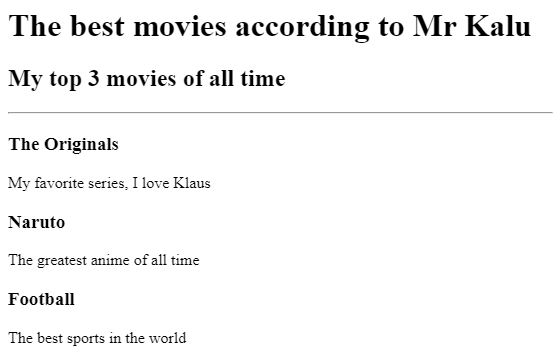 The best movies according to Mr Kalu
My top 3 movies of all time
The Originals
My favorite series, I love Klaus
Naruto
The greatest anime of all time
Football
The best sports in the world